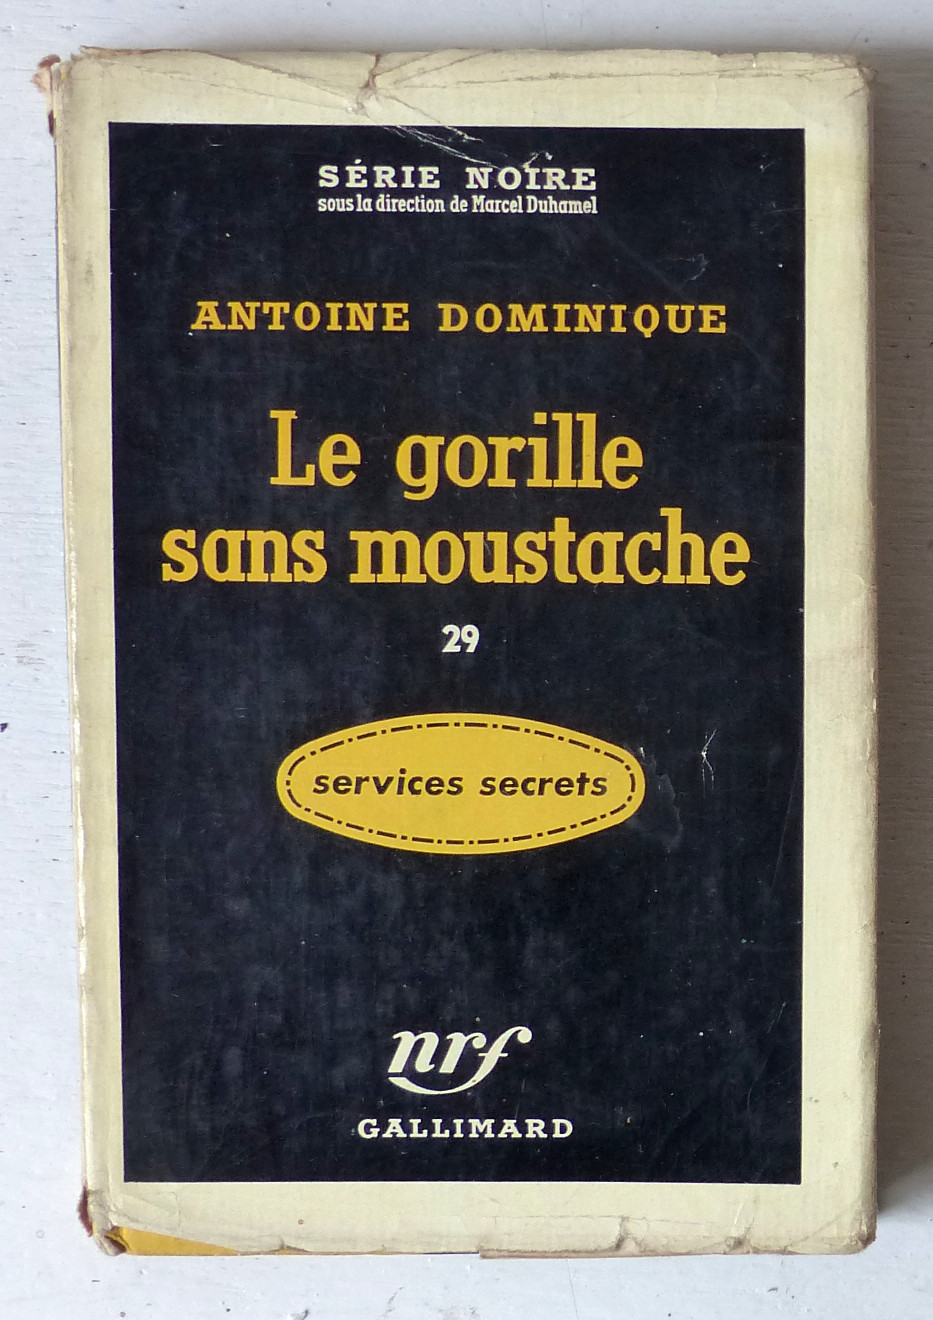 SÉRIE NOIRE
sous la direction de Marcel Duhamel
ANTOINE DOMINIQUE
Le gorille
sans moustache
29
services secrets
nrf
GALLIMARD